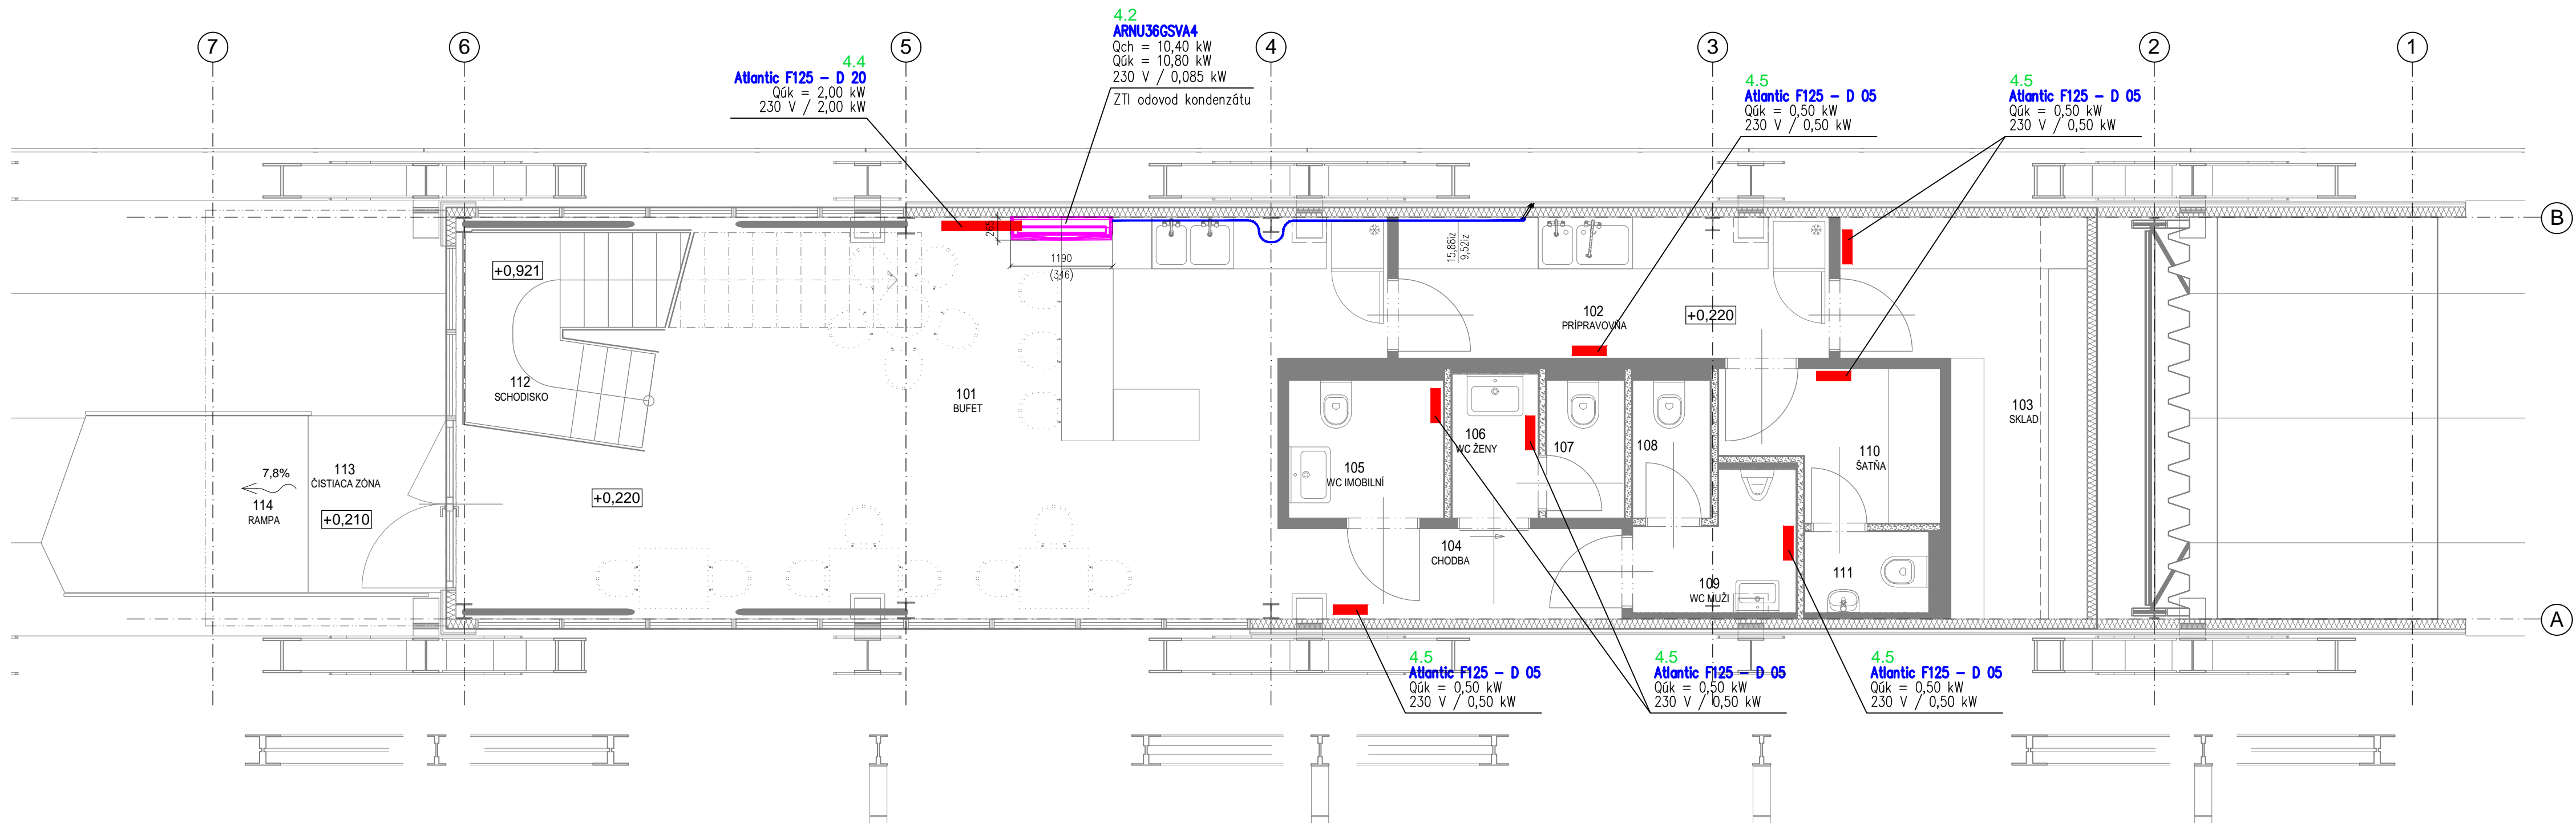 7
6
5
4
3
2
1
4.4
Atlantic F125 – D 20
Qúk = 2,00 kW
230 V / 2,00 kW
4.2
ARNU36GSVA4
Qch = 10,40 kW
Qúk = 10,80 kW
230 V / 0,085 kW
ZTI odovod kondenzátu
4.5
Atlantic F125 – D 05
Qúk = 0,50 kW
230 V / 0,50 kW
4.5
Atlantic F125 – D 05
Qúk = 0,50 kW
230 V / 0,50 kW
B
265
1190
(346)
15,88iz
9,52iz
+0,921
102
PRÍPRAVOVŇA
+0,220
112
SCHODISKO
101
BUFET
103
SKLAD
105
WC IMOBILNÍ
106
WC ŽENY
107
108
110
ŠATŇA
7,8%
113
ČISTIACA ZÓNA
114
RAMPA
+0,210
+0,220
104
CHODBA
109
WC MUŽI
111
A
4.5
Atlantic F125 – D 05
Qúk = 0,50 kW
230 V / 0,50 kW
4.5
Atlantic F125 – D 05
Qúk = 0,50 kW
230 V / 0,50 kW
4.5
Atlantic F125 – D 05
Qúk = 0,50 kW
230 V / 0,50 kW